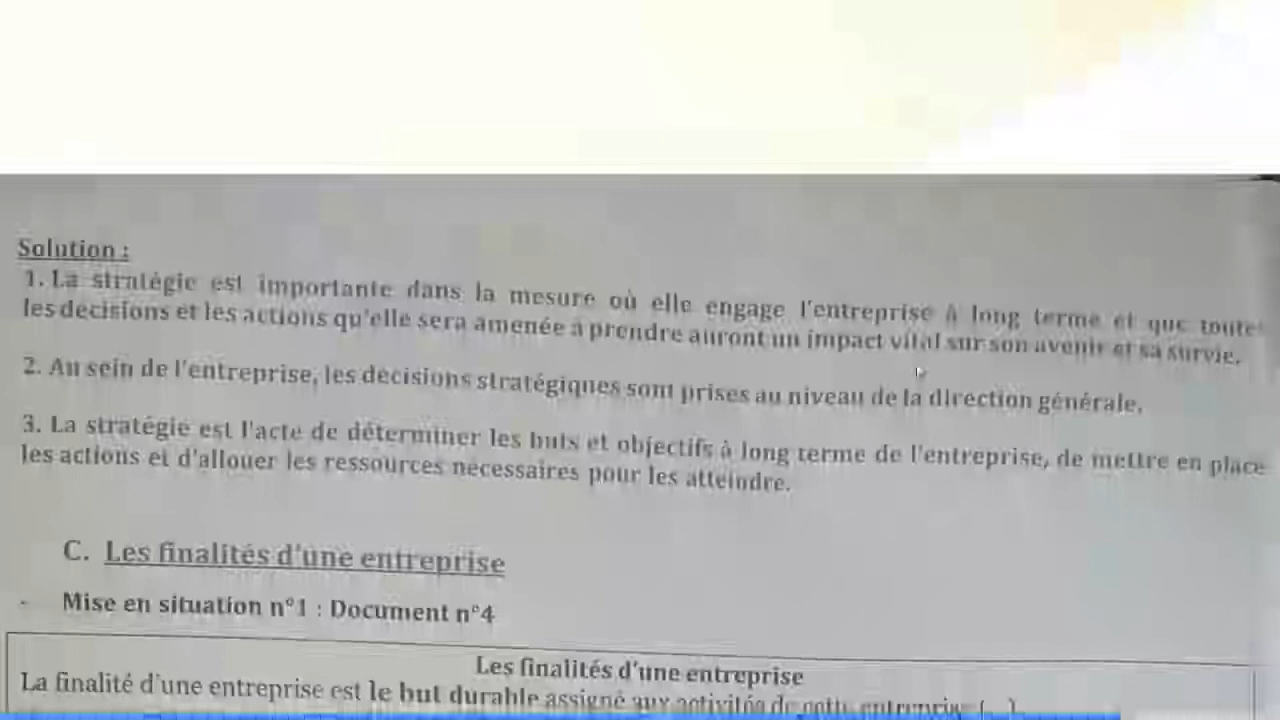 Solution :
1. La stratégie est importante dans la mesure où elle engage l'entreprise à long terme et que toute
les decisions et les actions qu'elle sera amenée à prendre auront un impact vital sur son avenir et sa survie.
2. Au sein de l'entreprise, les decisions stratégiques sont prises au niveau de la direction générale.
3. La stratégie est l'acte de déterminer les buts et objectifs à long terme de l'entreprise, de mettre en place
les actions et d'allouer les ressources nécessaires pour les atteindre.
C. Les finalités d'une entreprise
- Mise en situation n°1 : Document n°4
Les finalités d'une entreprise
La finalité d'une entreprise est le but durable assigné aux activités de cette entreprise (...).